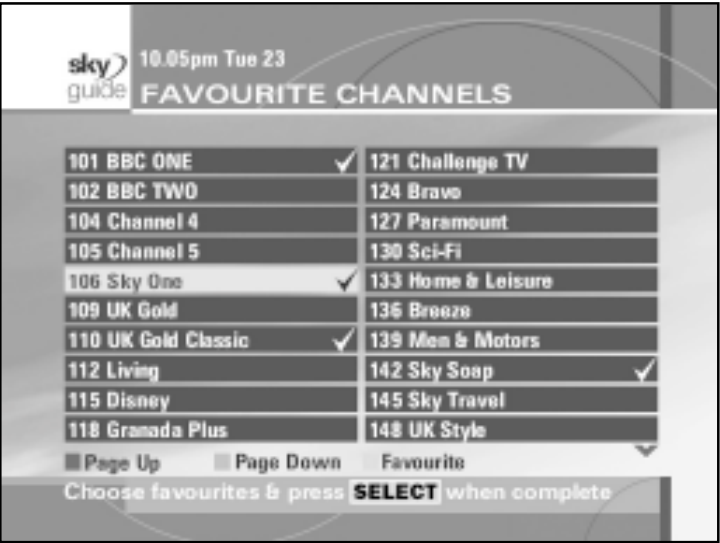 sky
guide
10.05pm Tue 23
FAVOURITE CHANNELS
101 BBC ONE
102 BBC TWO
104 Channel 4
105 Channel 5
106 Sky One
109 UK Gold
110 UK Gold Classic
112 Living
115 Disney
118 Granada Plus
121 Challenge TV
124 Bravo
127 Paramount
130 Sci-Fi
133 Home & Leisure
136 Breeze
139 Men & Motors
142 Sky Soap
145 Sky Travel
148 UK Style
Page Up Page Down Favourite
Choose favourites & press SELECT when complete